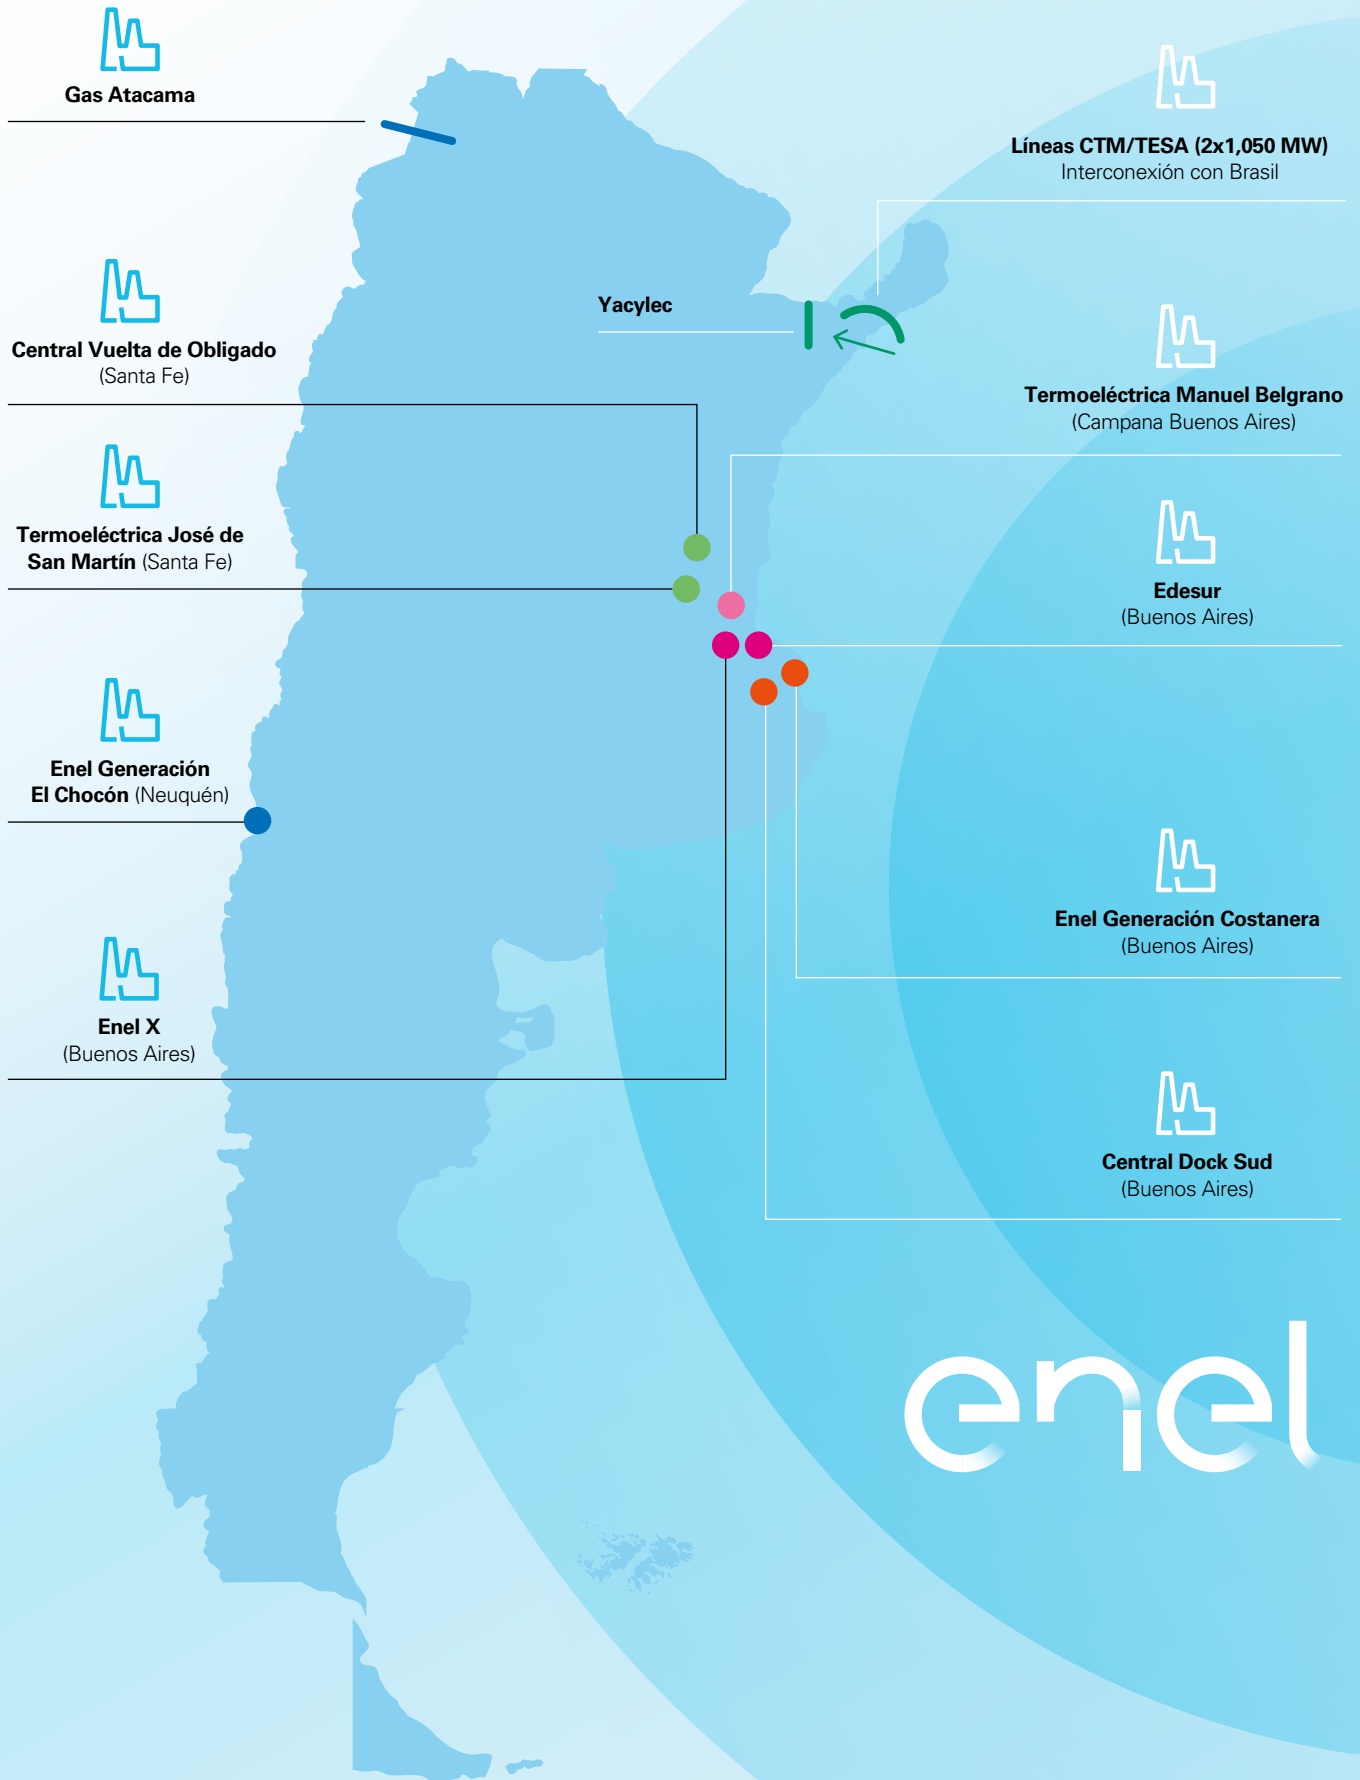 Gas Atacama
Central Vuelta de Obligado
(Santa Fe)
Termoeléctrica José de
San Martín (Santa Fe)
Enel Generación
El Chocón (Neuquén)
Enel X
(Buenos Aires)
Yacylec
Líneas CTM/TESA (2x1,050 MW)
Interconexión con Brasil
Termoeléctrica Manuel Belgrano
(Campana Buenos Aires)
Edesur
(Buenos Aires)
Enel Generación Costanera
(Buenos Aires)
Central Dock Sud
(Buenos Aires)
enel